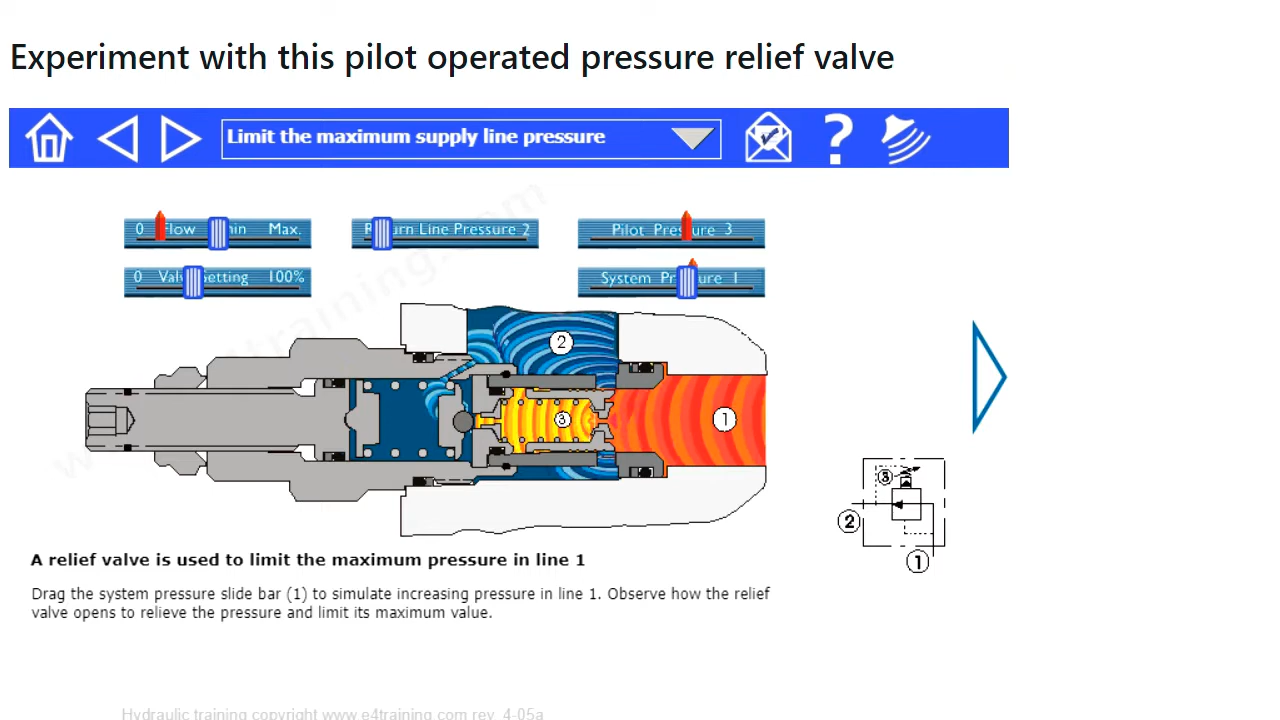 Experiment with this pilot operated pressure relief valve
Limit the maximum supply line pressure
?
0 Flow Max.
Line Pressure 2
Pilot Pressure 3
0 Setting 100%
System 1
2
3
1
3
2
1
A relief valve is used to limit the maximum pressure in line 1
Drag the system pressure slide bar (1) to simulate increasing pressure in line 1. Observe how the relief
valve opens to relieve the pressure and limit its maximum value.
Hydraulic training copyright www.e4training.com rev. 4-05a